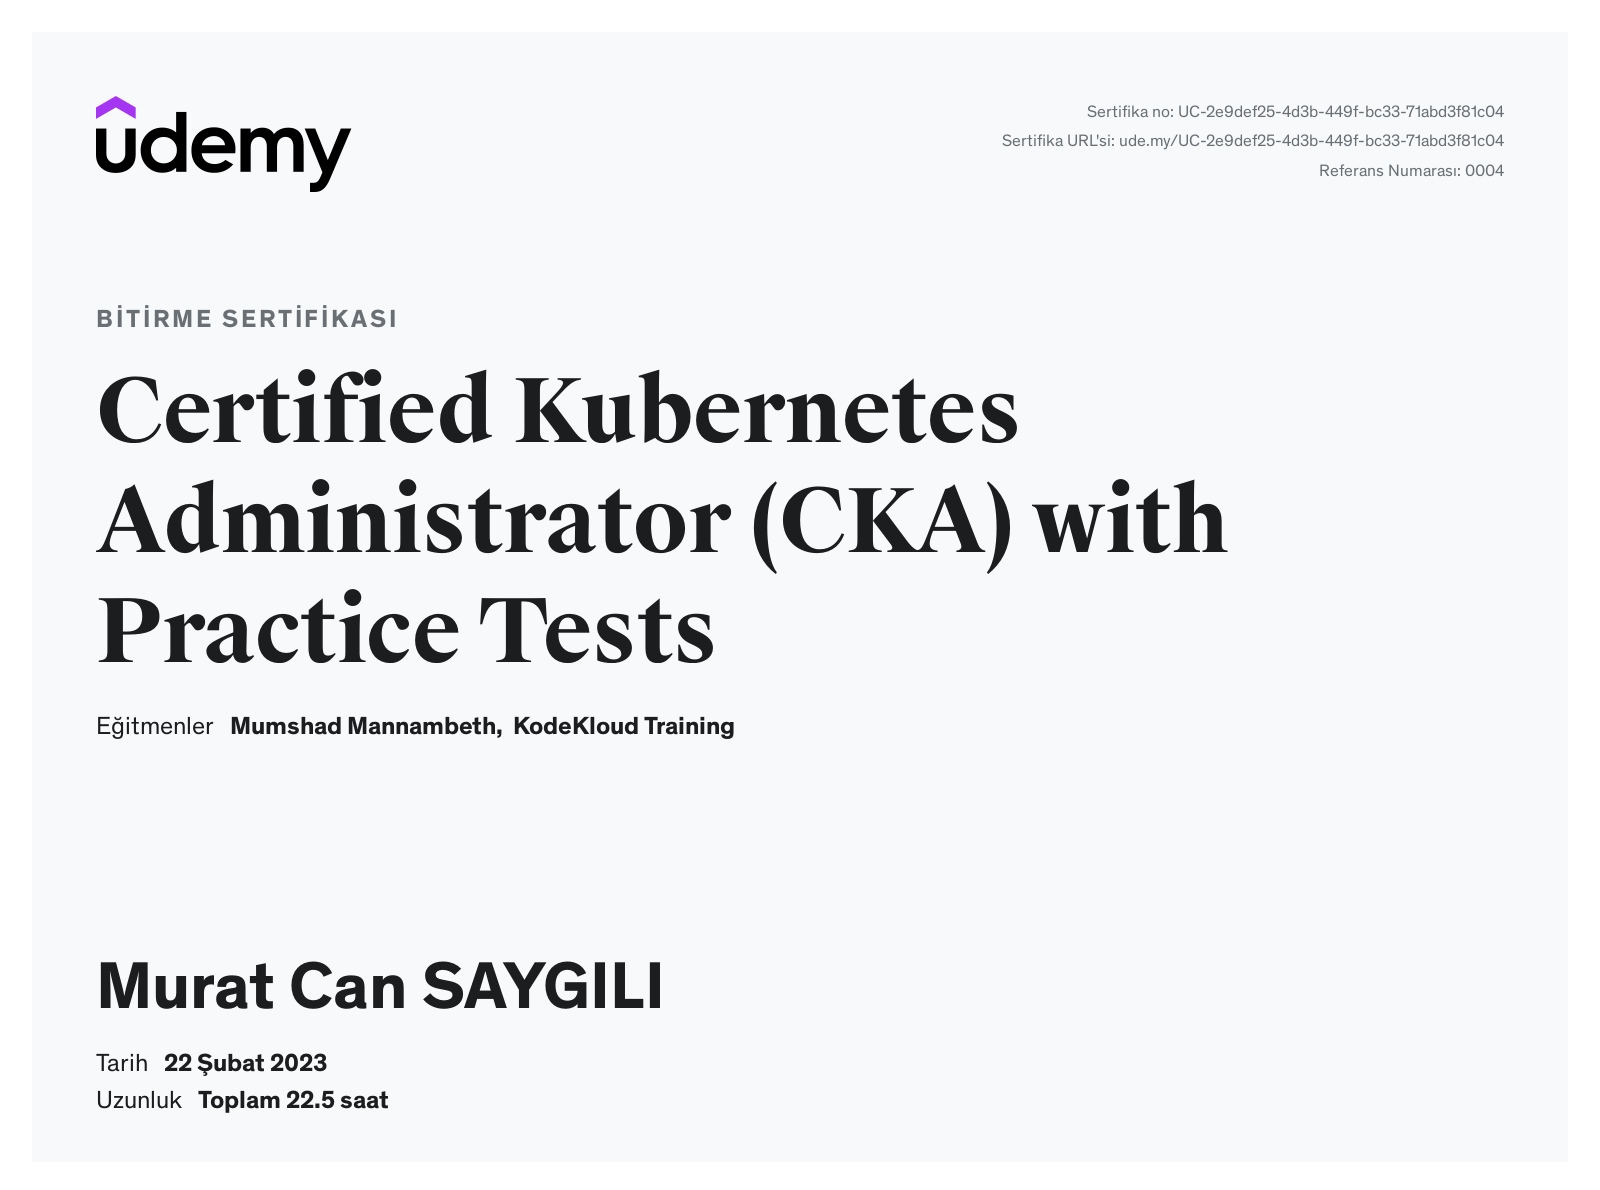 udemy
Sertifika no: UC-2e9def25-4d3b-449f-bc33-71abd3f81c04
Sertifika URL'si: ude.my/UC-2e9def25-4d3b-449f-bc33-71abd3f81c04
Referans Numarası: 0004
BİTİRME SERTİFİKASI
Certified Kubernetes
Administrator (CKA) with
Practice Tests
Eğitmenler Mumshad Mannambeth, KodeKloud Training
Murat Can SAYGILI
Tarih 22 Şubat 2023
Uzunluk Toplam 22.5 saat